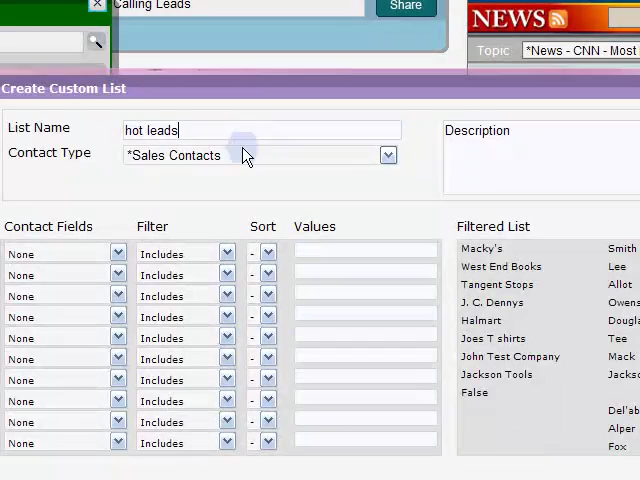 Calling Leads
Share
NEWS
Topic *News - CNN - Most
Create Custom List
List Name hot leads
Contact Type *Sales Contacts
Description
Contact Fields Filter Sort Values Filtered List
None Includes - Macky's Smith
None Includes - West End Books Lee
None Includes - Tangent Stops Allot
None Includes - J. C. Dennys Owens
None Includes - Halmart Dougla
None Includes - Joes T shirts Tee
None Includes - John Test Company Mack
None Includes - Jackson Tools Jackso
None Includes - False
None Includes - Del'ab
Alper
Fox